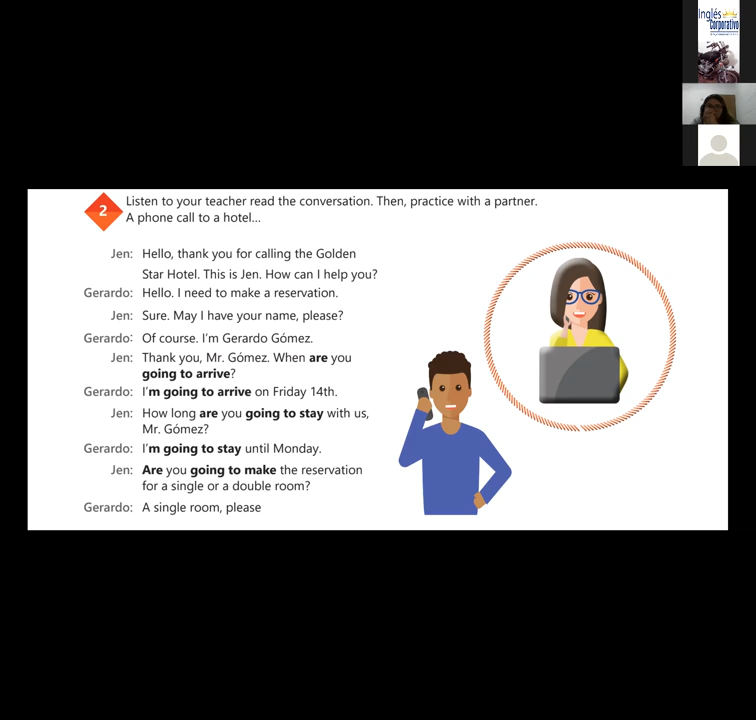 Inglés
Corporativo
2
Listen to your teacher read the conversation. Then, practice with a partner.
A phone call to a hotel...
Jen: Hello, thank you for calling the Golden
Star Hotel. This is Jen. How can I help you?
Gerardo: Hello. I need to make a reservation.
Jen: Sure. May I have your name, please?
Gerardo: Of course. I'm Gerardo Gómez.
Jen: Thank you, Mr. Gómez. When are you
going to arrive?
Gerardo: I'm going to arrive on Friday 14th.
Jen: How long are you going to stay with us,
Mr. Gómez?
Gerardo: I'm going to stay until Monday.
Jen: Are you going to make the reservation
for a single or a double room?
Gerardo: A single room, please